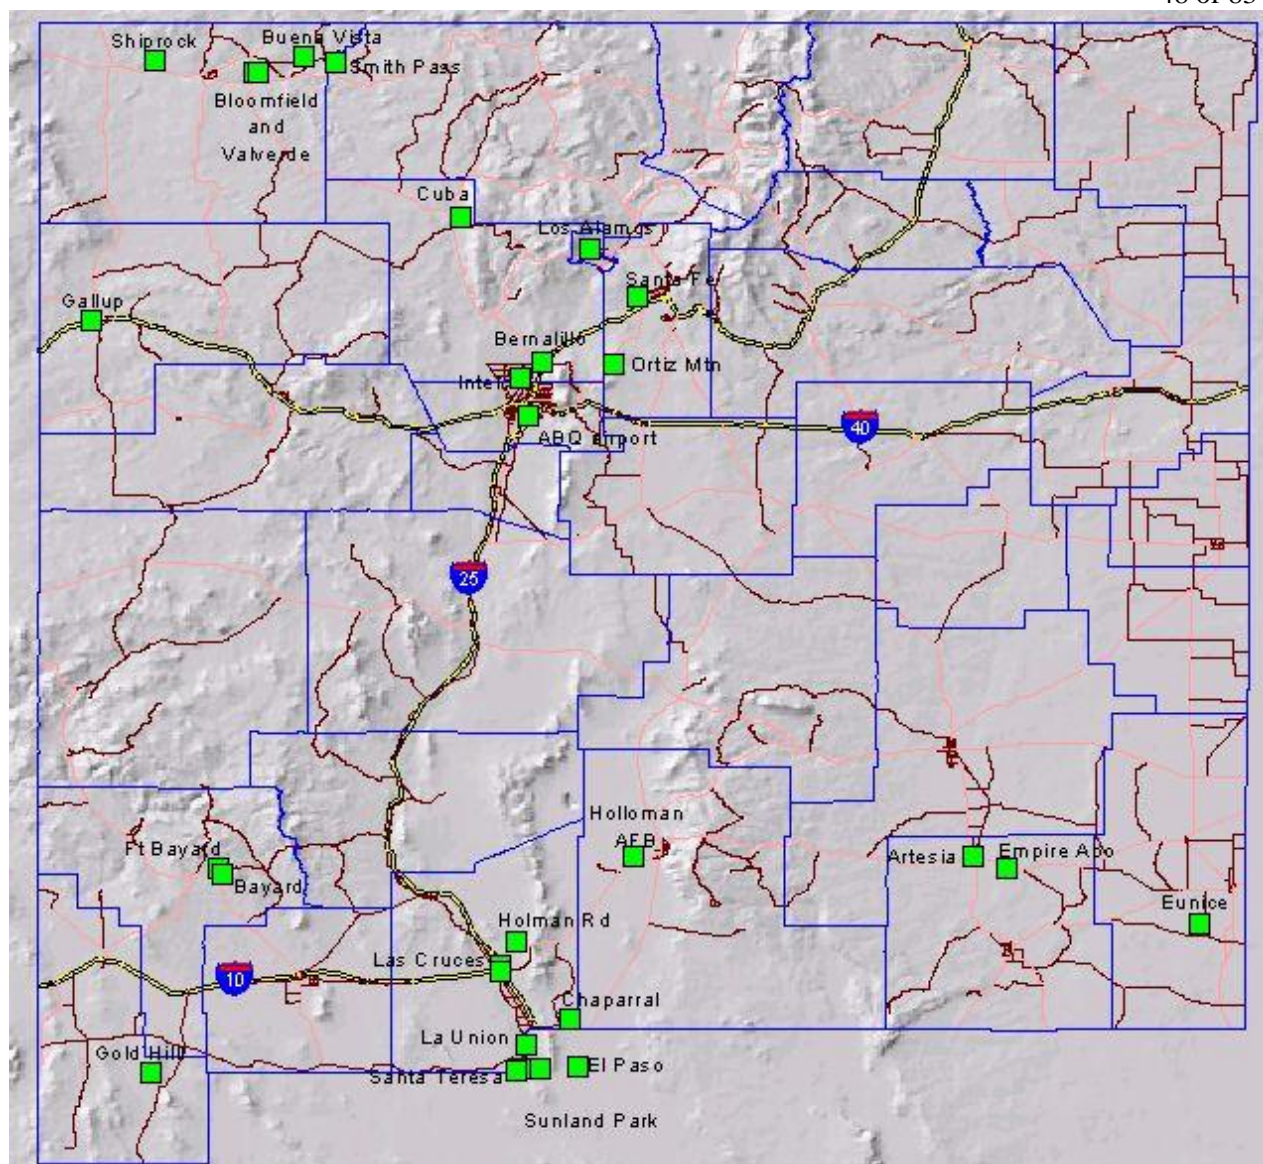 Shiprock
Buena Vista
Smith Pass
Bloomfield
and
Valverde
Cuba
Los Alamos
Santa Fe
Gallup
Bernalillo
Ortiz Mtn
Intel
ABQ airport
40
25
Holloman
AFB
Ft Bayard
Bayard
Artesia
Empire Abo
Eunice
Holman Rd
Las Cruces
10
Chaparral
La Union
Gold Hill
Santa Teresa
El Paso
Sunland Park